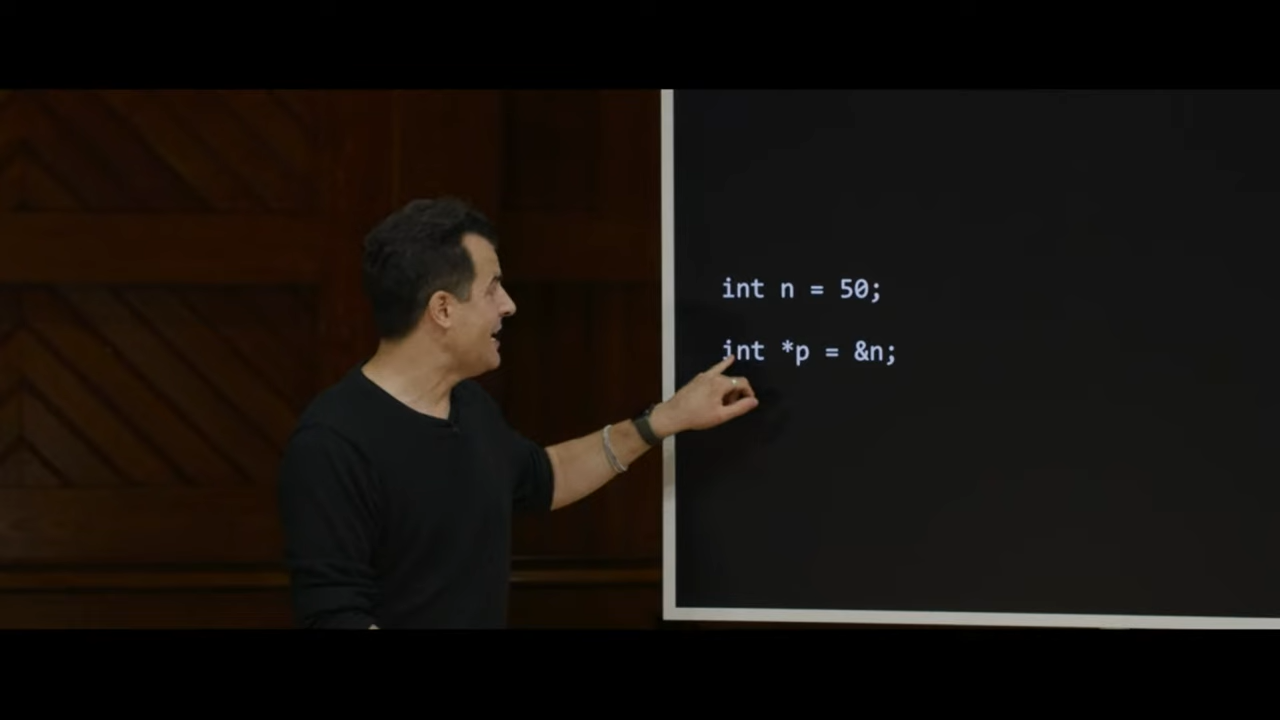 int n = 50;
int *p = &n;